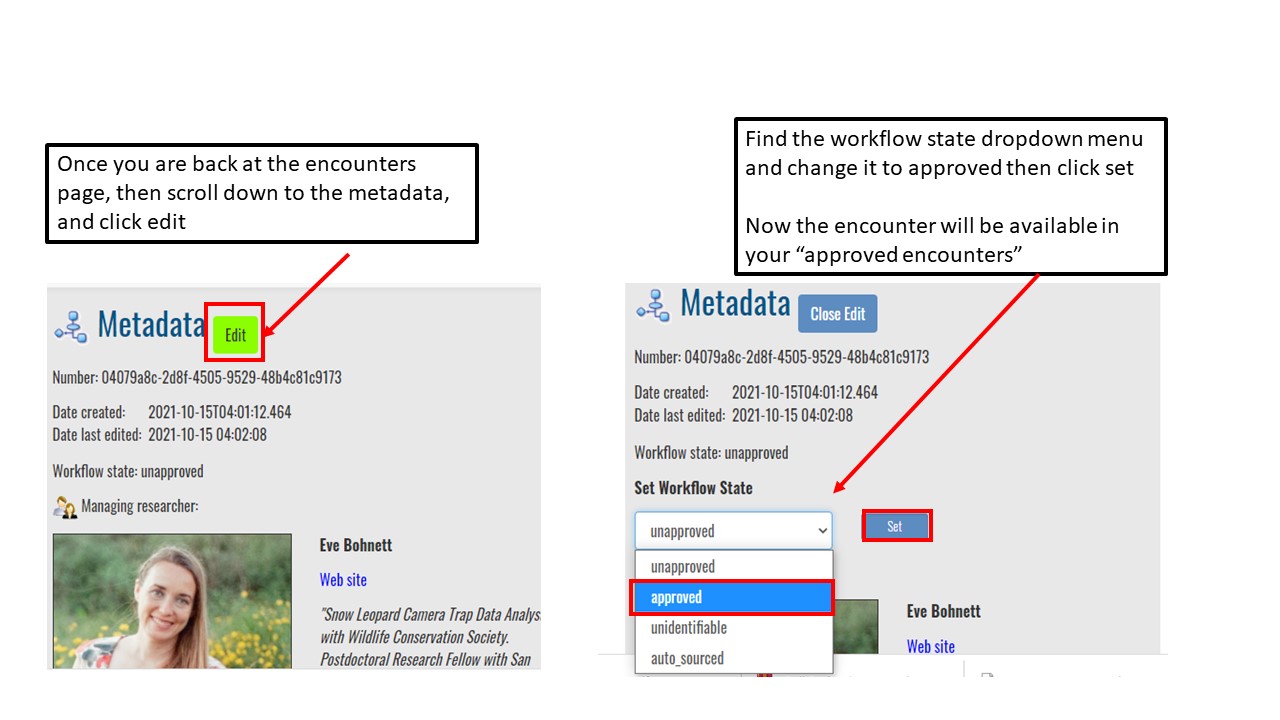 Once you are back at the encounters
page, then scroll down to the metadata,
and click edit
Find the workflow state dropdown menu
and change it to approved then click set
Now the encounter will be available in
your “approved encounters”
Metadata Edit
Number: 04079a8c-2d8f-4505-9529-48b4c81c9173
Date created: 2021-10-15T04:01:12.464
Date last edited: 2021-10-15 04:02:08
Workflow state: unapproved
Managing researcher:
Eve Bohnett
Web site
"Snow Leopard Camera Trap Data Analys
with Wildlife Conservation Society.
Postdoctoral Research Fellow with San
Metadata Close Edit
Number: 04079a8c-2d8f-4505-9529-48b4c81c9173
Date created: 2021-10-15T04:01:12.464
Date last edited: 2021-10-15 04:02:08
Workflow state: unapproved
Set Workflow State
unapproved Set
unapproved
approved
unidentifiable
auto_sourced
Eve Bohnett
Web site